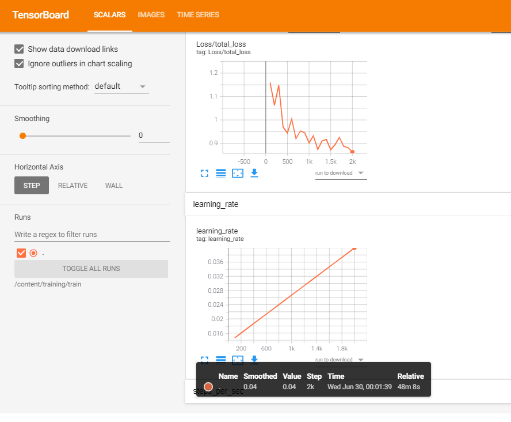 TensorBoard SCALARS IMAGES TIME SERIES
Show data download links
Ignore outliers in chart scaling
Tooltip sorting method: default
Smoothing
0
Horizontal Axis
STEP RELATIVE WALL
Runs
Write a regex to filter runs
.
TOGGLE ALL RUNS
/content/training/train
Loss/total_loss
tag: Loss/total_loss
1.2
1.1
1
0.9
-500 0 500 1k 1.5k 2k
run to download
learning_rate
learning_rate
tag: learning_rate
0.036
0.032
0.028
0.024
0.02
0.016
200 600 1k 1.4k 1.8k
run to download
Name Smoothed Value Step Time Relative
. 0.04 0.04 2k Wed Jun 30, 00:01:39 48m 8s